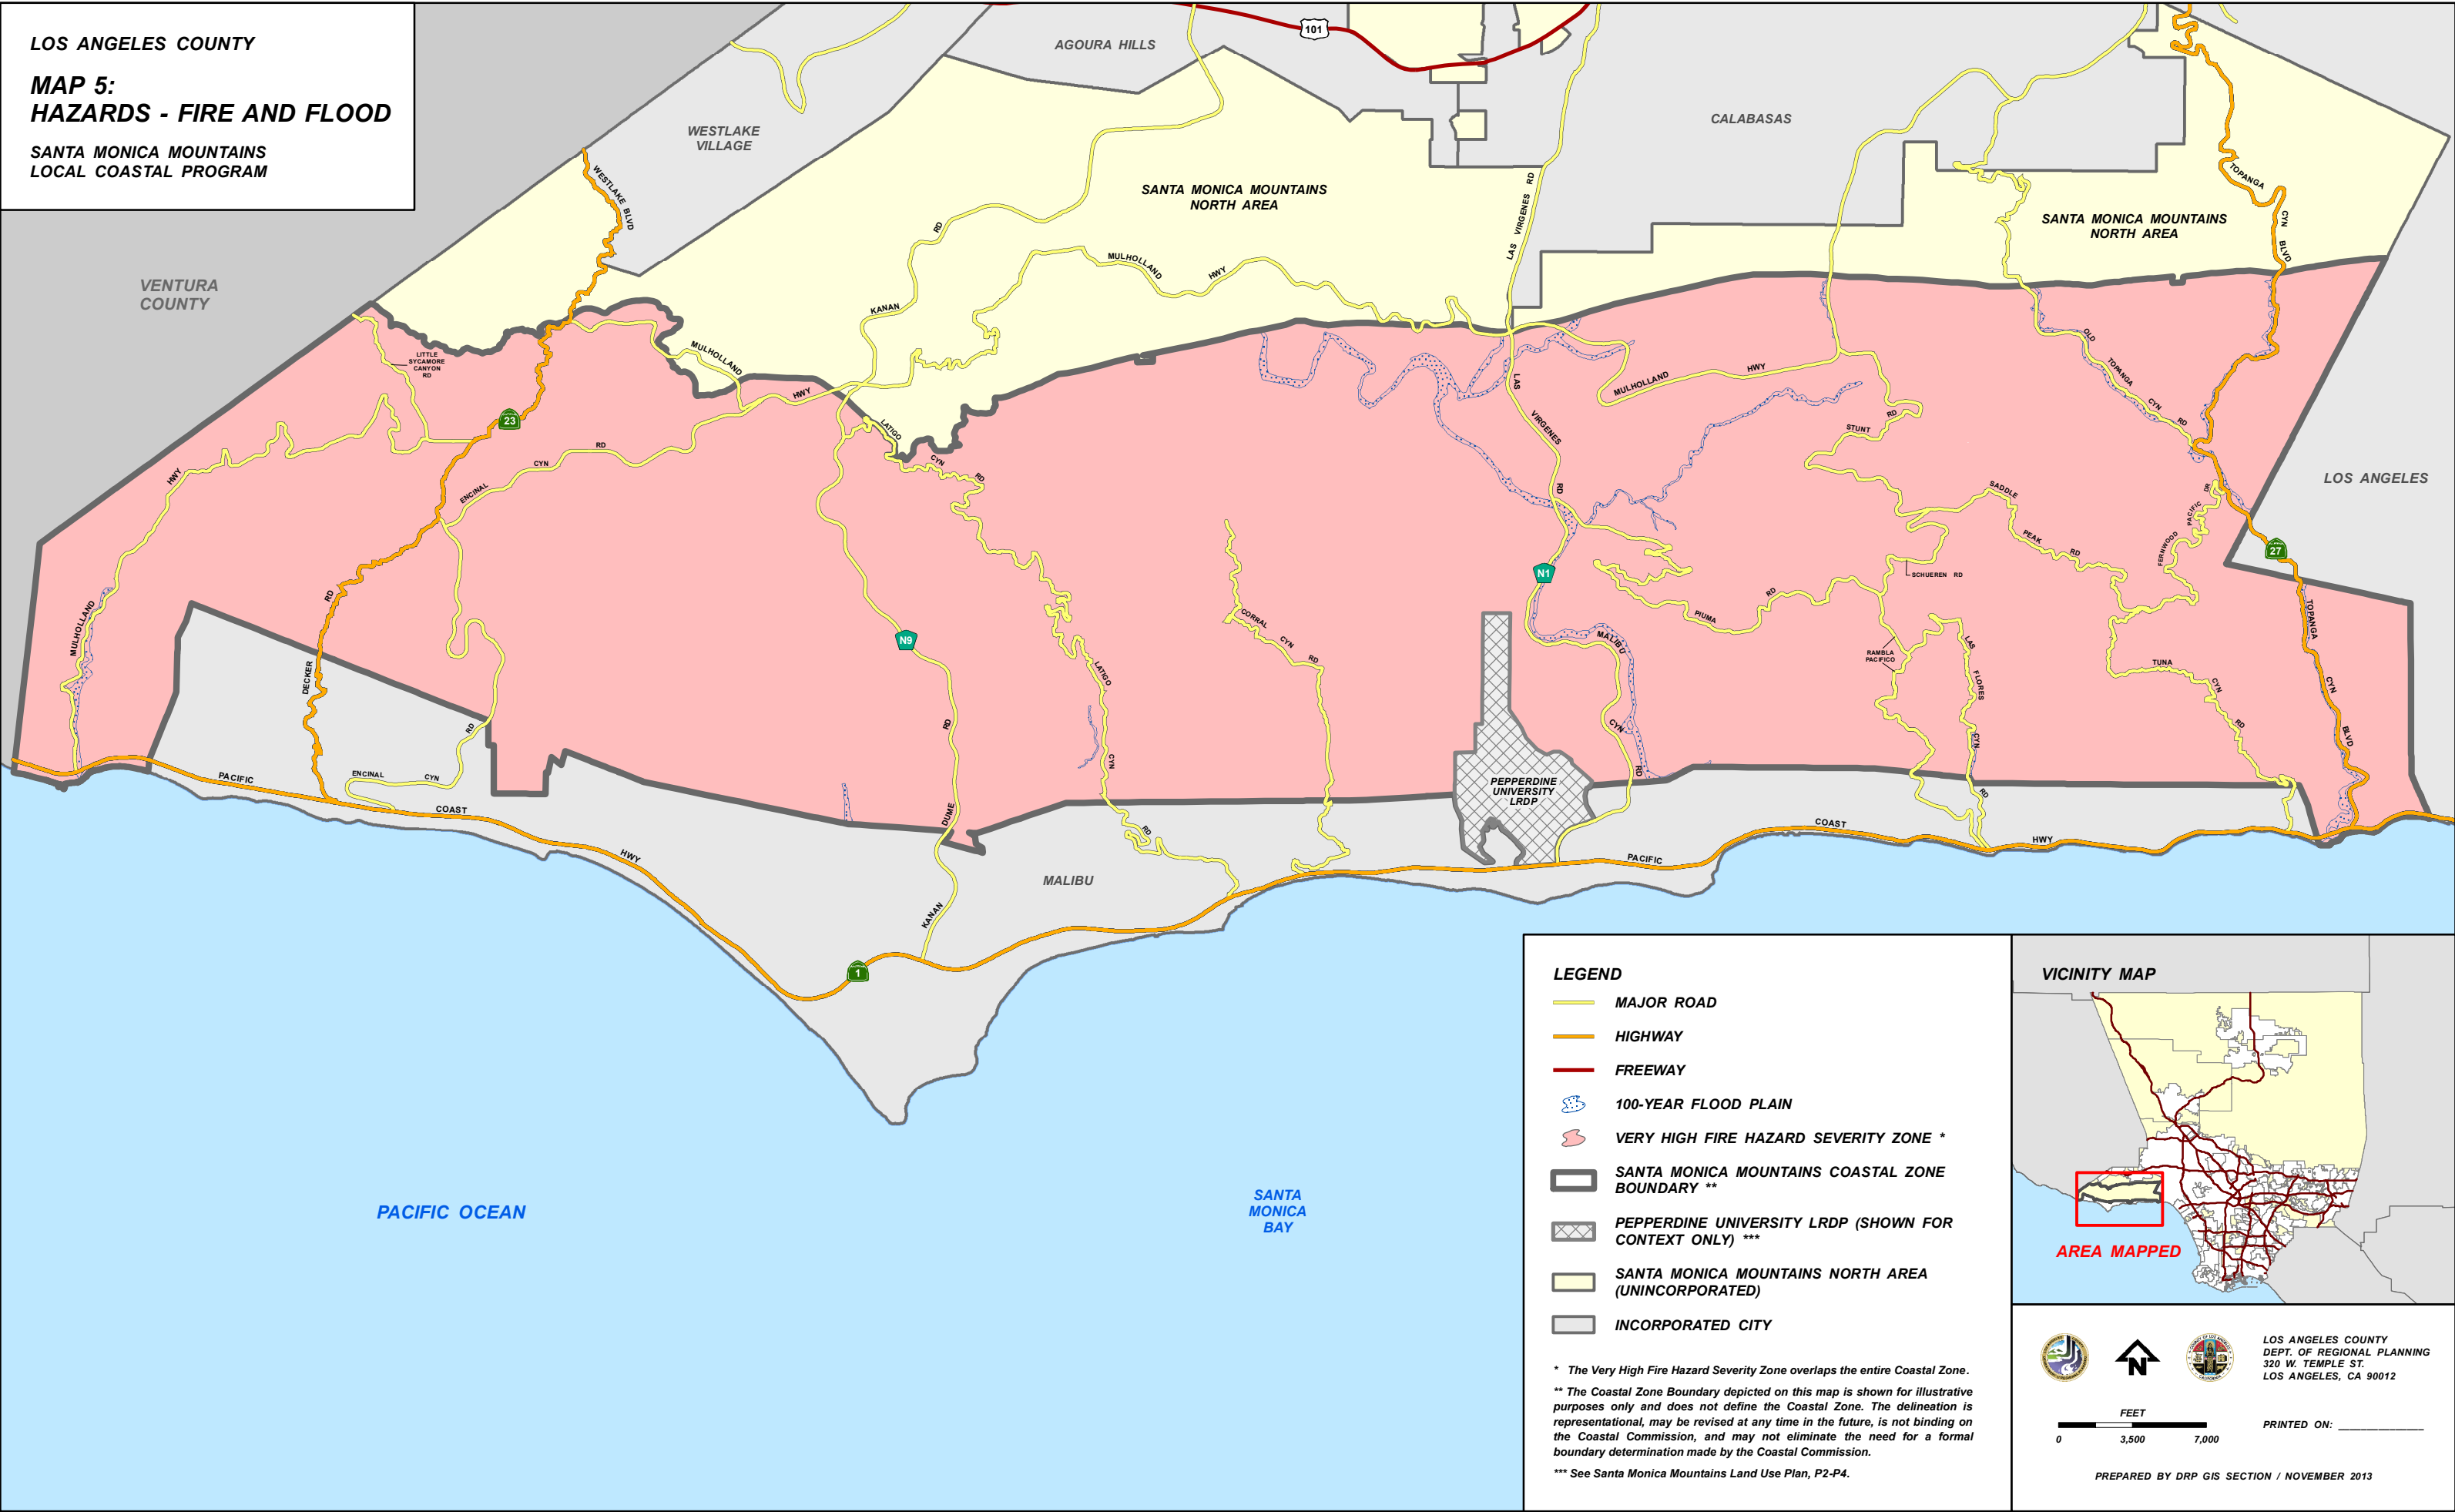 LOS ANGELES COUNTY
MAP 5:
HAZARDS - FIRE AND FLOOD
SANTA MONICA MOUNTAINS
LOCAL COASTAL PROGRAM
101
AGOURA HILLS
WESTLAKE
VILLAGE
CALABASAS
VENTURA
COUNTY
LOS ANGELES
MALIBU
SANTA MONICA MOUNTAINS
NORTH AREA
SANTA MONICA MOUNTAINS
NORTH AREA
WESTLAKE BLVD
KANAN
RD
MULHOLLAND
HWY
LAS VIRGENES RD
TOPANGA
CYN
BLVD
LITTLE
SYCAMORE
CANYON
RD
23
MULHOLLAND
HWY
LATIGO
CYN
RD
ENCINAL
CYN
RD
HWY
MULHOLLAND
RD
DECKER
N9
LAS
VIRGENES
RD
MULHOLLAND
HWY
STUNT
RD
OLD
TOPANGA
CYN
RD
SADDLE
PEAK
RD
FERNWOOD
PACIFIC
DR
27
N1
SCHUEREN RD
PIUMA
RD
CORRAL
CYN
RD
MALIBU
CYN
RD
RAMBLA
PACIFICO
LAS
FLORES
CYN
RD
TUNA
CYN
RD
TOPANGA
CYN
BLVD
LATIGO
CYN
RD
RD
DUME
KANAN
ENCINAL
CYN
RD
PEPPERDINE
UNIVERSITY
LRDP
PACIFIC
COAST
HWY
1
PACIFIC
COAST
HWY
PACIFIC OCEAN
SANTA
MONICA
BAY
LEGEND
MAJOR ROAD
HIGHWAY
FREEWAY
100-YEAR FLOOD PLAIN
VERY HIGH FIRE HAZARD SEVERITY ZONE *
SANTA MONICA MOUNTAINS COASTAL ZONE
BOUNDARY **
PEPPERDINE UNIVERSITY LRDP (SHOWN FOR
CONTEXT ONLY) ***
SANTA MONICA MOUNTAINS NORTH AREA
(UNINCORPORATED)
INCORPORATED CITY
* The Very High Fire Hazard Severity Zone overlaps the entire Coastal Zone.
** The Coastal Zone Boundary depicted on this map is shown for illustrative
purposes only and does not define the Coastal Zone. The delineation is
representational, may be revised at any time in the future, is not binding on
the Coastal Commission, and may not eliminate the need for a formal
boundary determination made by the Coastal Commission.
*** See Santa Monica Mountains Land Use Plan, P2-P4.
VICINITY MAP
AREA MAPPED
N
LOS ANGELES COUNTY
DEPT. OF REGIONAL PLANNING
320 W. TEMPLE ST.
LOS ANGELES, CA 90012
FEET
0 3,500 7,000
PRINTED ON: _______________
PREPARED BY DRP GIS SECTION / NOVEMBER 2013